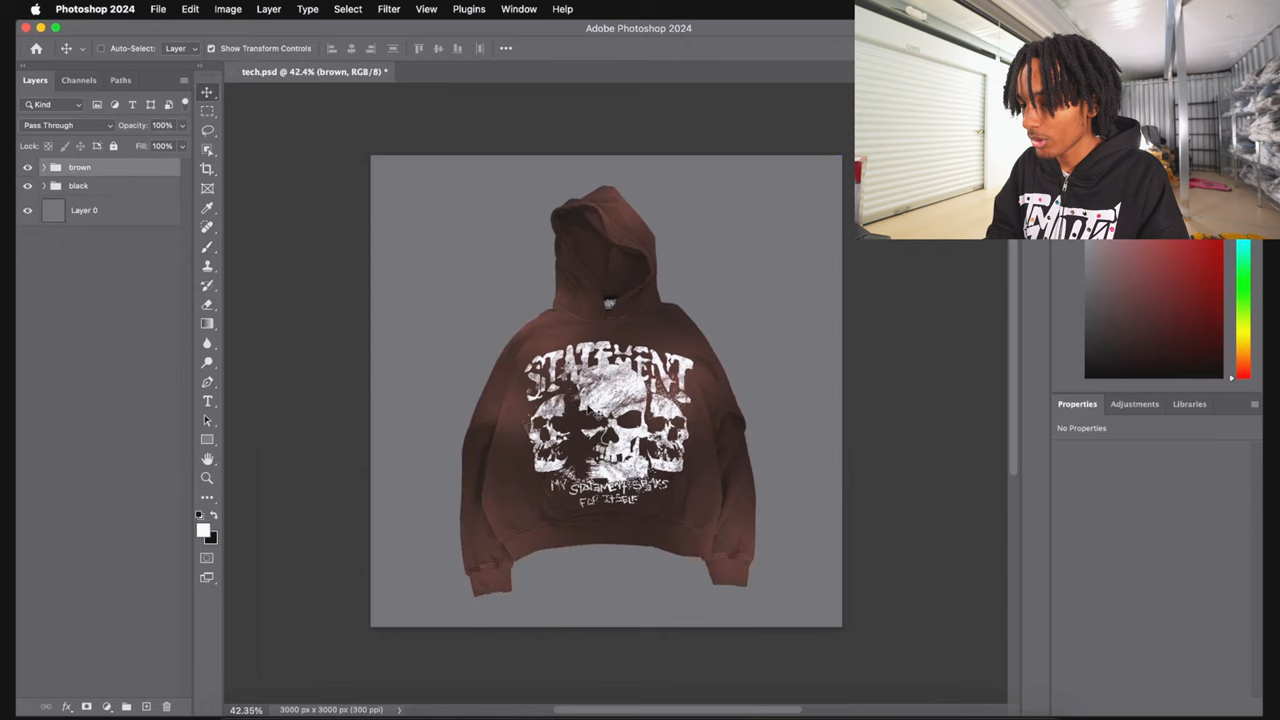 Photoshop 2024 File Edit Image Layer Type Select Filter View Plugins Window Help
Adobe Photoshop 2024
Auto-Select: Layer Show Transform Controls
tech.psd @ 42.4% (brown, RGB/8) *
Layers Channels Paths
Kind
Pass Through Opacity: 100%
Lock: Fill: 100%
brown
black
Layer 0
STATEMENT
MY STATEMENT SPEAKS
FOR ITSELF
Properties Adjustments Libraries
No Properties
42.35% 3000 px x 3000 px (300 ppi)